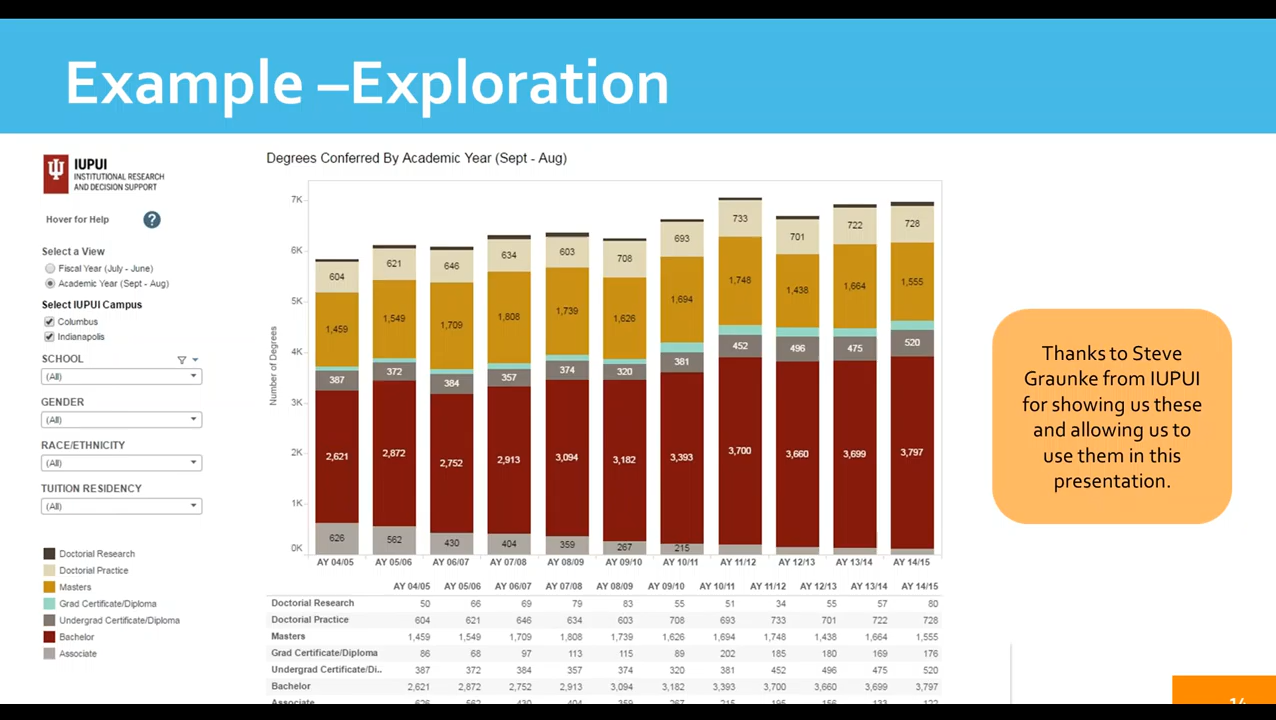 Example –Exploration
IUPUI
INSTITUTIONAL RESEARCH
AND DECISION SUPPORT
Hover for Help
?
Select a View
Fiscal Year (July - June)
Academic Year (Sept - Aug)
Select IUPUI Campus
Columbus
Indianapolis
SCHOOL
(All)
GENDER
(All)
RACE/ETHNICITY
(All)
TUITION RESIDENCY
(All)
Doctorial Research
Doctorial Practice
Masters
Grad Certificate/Diploma
Undergrad Certificate/Diploma
Bachelor
Associate
Degrees Conferred By Academic Year (Sept - Aug)
Number of Degrees
7K
6K
5K
4K
3K
2K
1K
0K
604 621 646 634 603 708 693 733 701 722 728
1,459 1,549 1,709 1,808 1,739 1,626 1,694 1,748 1,438 1,664 1,555
387 372 384 357 374 320 381 452 496 475 520
2,621 2,872 2,752 2,913 3,094 3,182 3,393 3,700 3,660 3,699 3,797
626 562 430 404 359 267 215
AY 04/05 AY 05/06 AY 06/07 AY 07/08 AY 08/09 AY 09/10 AY 10/11 AY 11/12 AY 12/13 AY 13/14 AY 14/15
AY 04/05 AY 05/06 AY 06/07 AY 07/08 AY 08/09 AY 09/10 AY 10/11 AY 11/12 AY 12/13 AY 13/14 AY 14/15
Doctorial Research 50 66 69 79 83 55 51 34 55 57 80
Doctorial Practice 604 621 646 634 603 708 693 733 701 722 728
Masters 1,459 1,549 1,709 1,808 1,739 1,626 1,694 1,748 1,438 1,664 1,555
Grad Certificate/Diploma 86 68 97 113 115 89 202 185 180 169 176
Undergrad Certificate/Di.. 387 372 384 357 374 320 381 452 496 475 520
Bachelor 2,621 2,872 2,752 2,913 3,094 3,182 3,393 3,700 3,660 3,699 3,797
Associate 626 562 430 404 359 267 215
Thanks to Steve
Graunke from IUPUI
for showing us these
and allowing us to
use them in this
presentation.